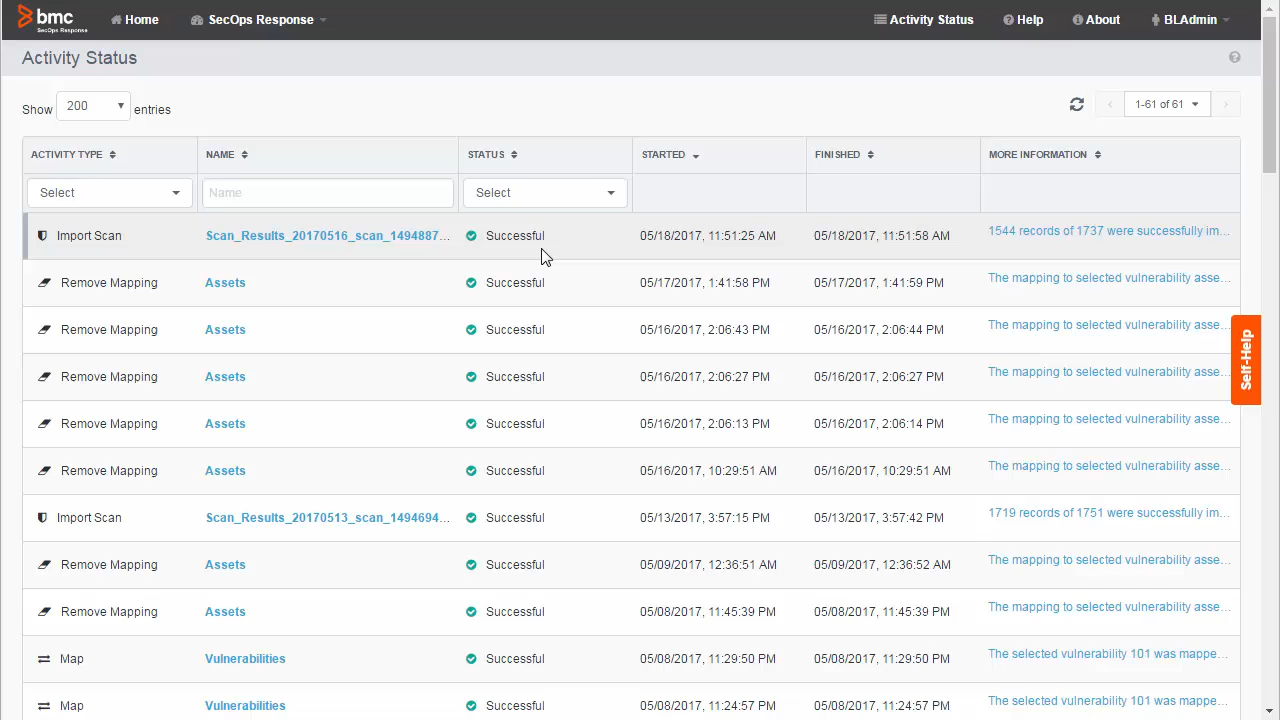 bmc
SecOps Response
Home
SecOps Response
Activity Status
Help
About
BLAdmin
Activity Status
Show 200 entries
1-61 of 61
ACTIVITY TYPE NAME STATUS STARTED FINISHED MORE INFORMATION
Select Name Select
Import Scan Scan_Results_20170516_scan_1494887... Successful 05/18/2017, 11:51:25 AM 05/18/2017, 11:51:58 AM 1544 records of 1737 were successfully im...
Remove Mapping Assets Successful 05/17/2017, 1:41:58 PM 05/17/2017, 1:41:59 PM The mapping to selected vulnerability asse...
Remove Mapping Assets Successful 05/16/2017, 2:06:43 PM 05/16/2017, 2:06:44 PM The mapping to selected vulnerability asse...
Remove Mapping Assets Successful 05/16/2017, 2:06:27 PM 05/16/2017, 2:06:27 PM The mapping to selected vulnerability asse...
Remove Mapping Assets Successful 05/16/2017, 2:06:13 PM 05/16/2017, 2:06:14 PM The mapping to selected vulnerability asse...
Remove Mapping Assets Successful 05/16/2017, 10:29:51 AM 05/16/2017, 10:29:51 AM The mapping to selected vulnerability asse...
Import Scan Scan_Results_20170513_scan_1494694... Successful 05/13/2017, 3:57:15 PM 05/13/2017, 3:57:42 PM 1719 records of 1751 were successfully im...
Remove Mapping Assets Successful 05/09/2017, 12:36:51 AM 05/09/2017, 12:36:52 AM The mapping to selected vulnerability asse...
Remove Mapping Assets Successful 05/08/2017, 11:45:39 PM 05/08/2017, 11:45:39 PM The mapping to selected vulnerability asse...
Map Vulnerabilities Successful 05/08/2017, 11:29:50 PM 05/08/2017, 11:29:50 PM The selected vulnerability 101 was mappe...
Map Vulnerabilities Successful 05/08/2017, 11:24:57 PM 05/08/2017, 11:24:57 PM The selected vulnerability 101 was mappe...
Self-Help